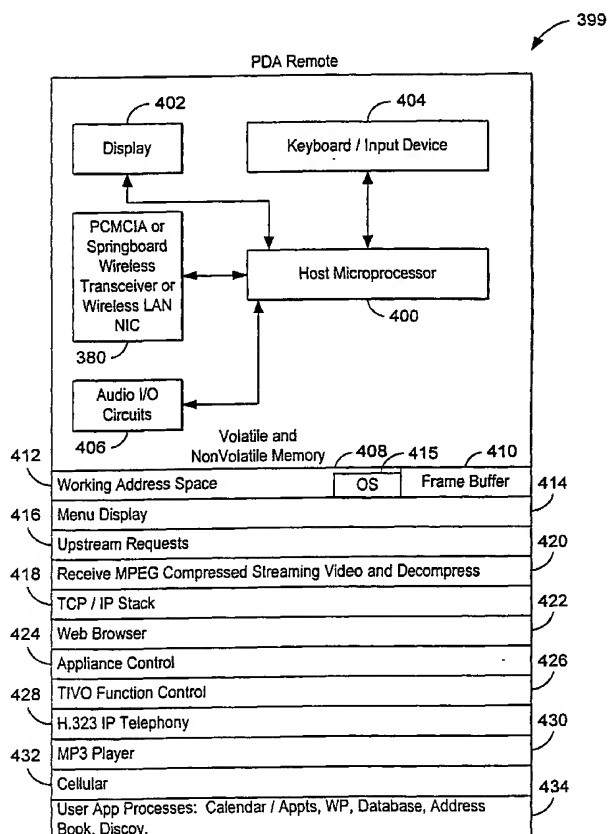 399
PDA Remote
402
404
Display
Keyboard / Input Device
PCMCIA or
Springboard
Wireless
Transceiver or
Wireless LAN
NIC
Host Microprocessor
400
380
Audio I/O
Circuits
406
Volatile and
NonVolatile Memory
408
415
410
412
Working Address Space
OS
Frame Buffer
414
416
Menu Display
Upstream Requests
420
418
Receive MPEG Compressed Streaming Video and Decompress
TCP / IP Stack
422
424
Web Browser
Appliance Control
426
428
TIVO Function Control
H.323 IP Telephony
430
432
MP3 Player
Cellular
434
User App Processes: Calendar / Appts, WP, Database, Address
Book, Discov.